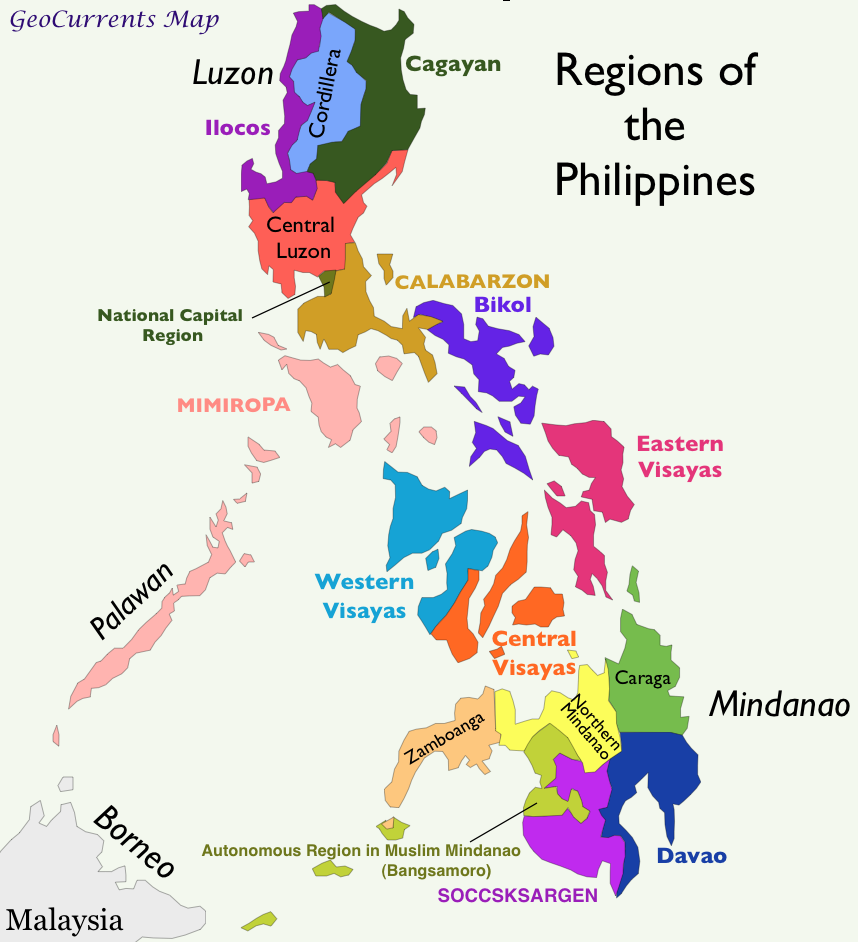 GeoCurrents Map
Regions of
the
Philippines
Luzon
Cordillera
Cagayan
Ilocos
Central
Luzon
CALABARZON
Bikol
National Capital
Region
MIMIROPA
Eastern
Visayas
Palawan
Western
Visayas
Central
Visayas
Caraga
Mindanao
Northern
Mindanao
Zamboanga
Borneo
Autonomous Region in Muslim Mindanao
(Bangsamoro)
Davao
SOCCSKSARGEN
Malaysia